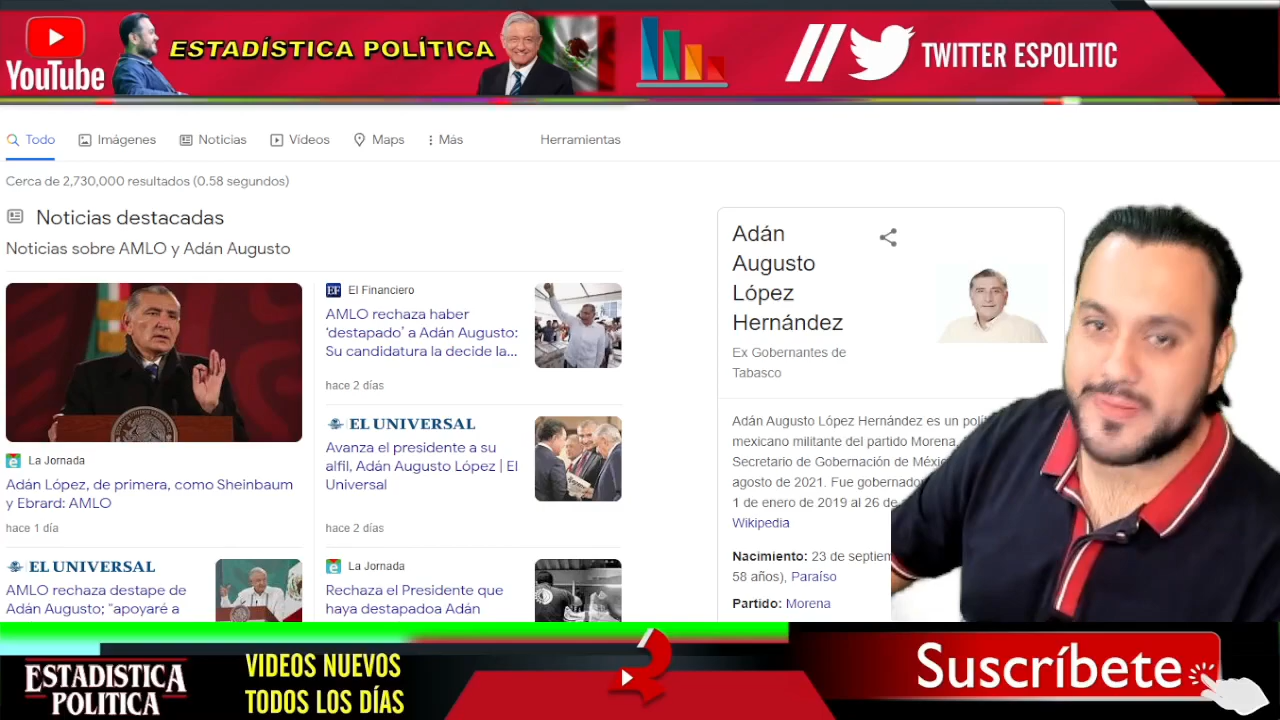 YouTube
ESTADÍSTICA POLÍTICA
TWITTER ESPOLITIC
Todo
Imágenes
Noticias
Vídeos
Maps
Más
Herramientas
Cerca de 2,730,000 resultados (0.58 segundos)
Noticias destacadas
Noticias sobre AMLO y Adán Augusto
La Jornada
Adán López, de primera, como Sheinbaum
y Ebrard: AMLO
hace 1 día
EL UNIVERSAL
AMLO rechaza destape de
Adán Augusto; "apoyaré a
EF El Financiero
AMLO rechaza haber
‘destapado’ a Adán Augusto:
Su candidatura la decide la...
hace 2 días
EL UNIVERSAL
Avanza el presidente a su
alfil, Adán Augusto López | El
Universal
hace 2 días
La Jornada
Rechaza el Presidente que
haya destapadoa Adán
Adán
Augusto
López
Hernández
Ex Gobernantes de
Tabasco
Adán Augusto López Hernández es un
mexicano militante del partido Morena,
Secretario de Gobernación de
agosto de 2021. Fue
1 de enero de 2019 al 26 de
Wikipedia
Nacimiento: 23 de
58 años), Paraíso
Partido: Morena
ESTADISTICA
POLÍTICA
VIDEOS NUEVOS
TODOS LOS DÍAS
Suscríbete